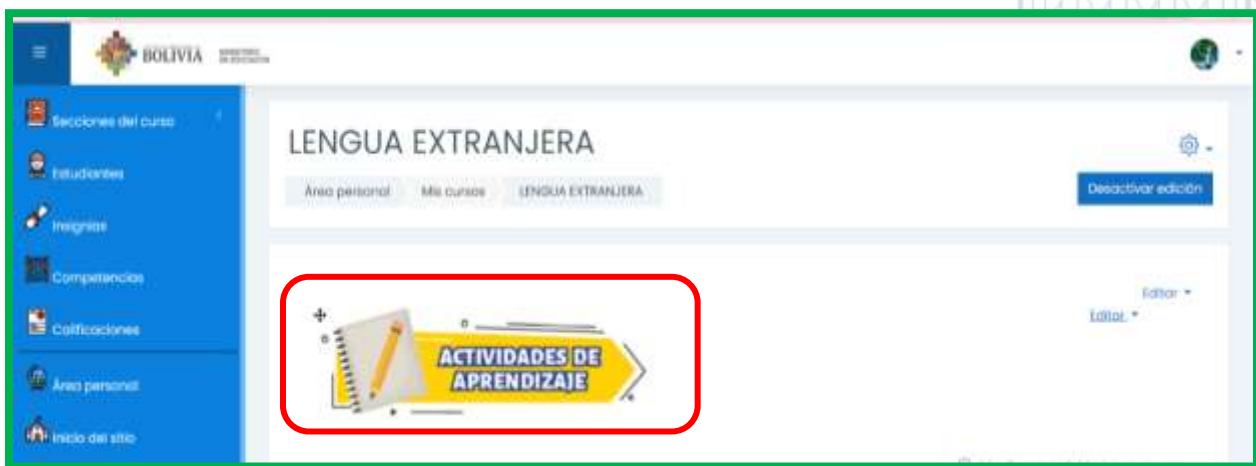 BOLIVIA
Secciones del curso
Estudiantes
Insignias
Competencias
Calificaciones
Área personal
Inicio del sitio
LENGUA EXTRANJERA
Área personal Mis cursos LENGUA EXTRANJERA
Desactivar edición
Editar
Editar
ACTIVIDADES DE
APRENDIZAJE